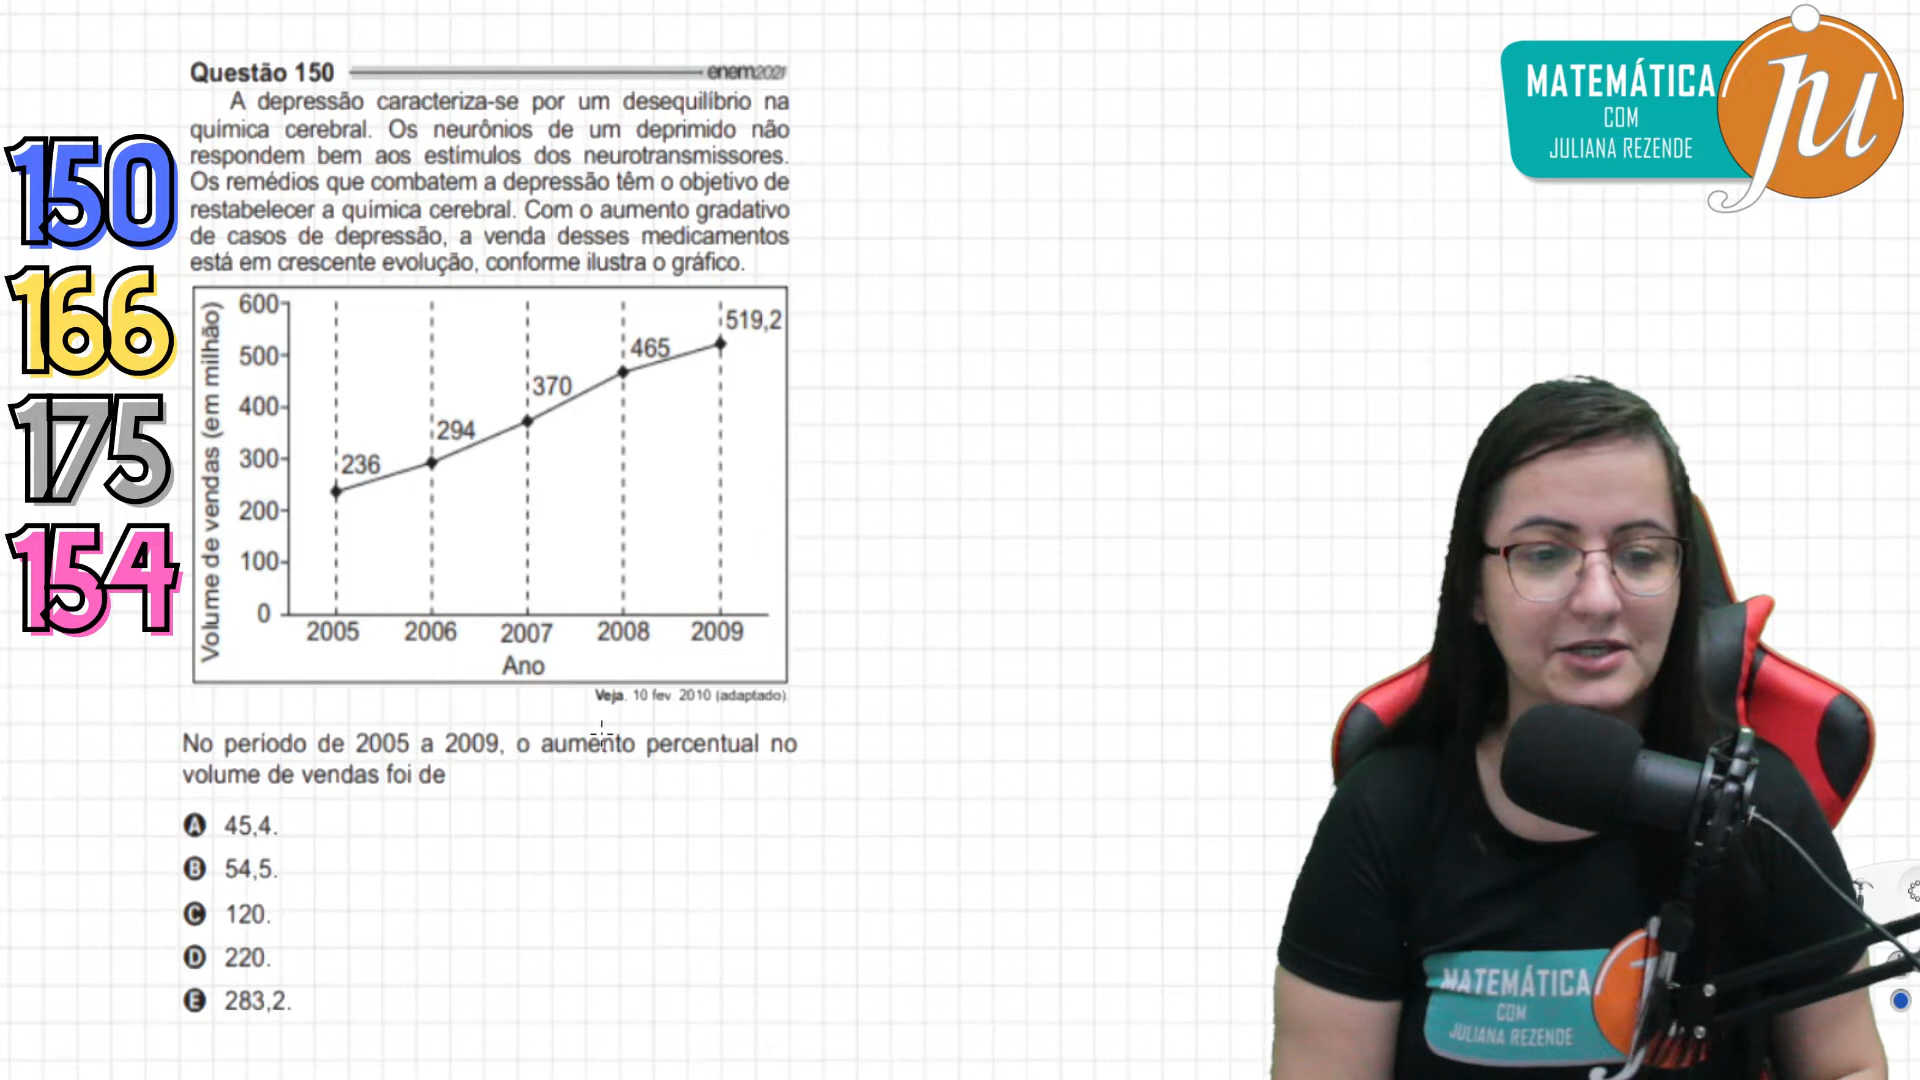 Questão 150
enem2021
A depressão caracteriza-se por um desequilíbrio na
química cerebral. Os neurônios de um deprimido não
respondem bem aos estímulos dos neurotransmissores.
Os remédios que combatem a depressão têm o objetivo de
restabelecer a química cerebral. Com o aumento gradativo
de casos de depressão, a venda desses medicamentos
está em crescente evolução, conforme ilustra o gráfico.
150
166
175
154
Volume de vendas (em milhão)
600
500
400
300
200
100
0
236
294
370
465
519,2
2005 2006 2007 2008 2009
Ano
Veja. 10 fev. 2010 (adaptado)
No periodo de 2005 a 2009, o aumento percentual no
volume de vendas foi de
A 45,4.
B 54,5.
C 120.
D 220.
E 283,2.
MATEMÁTICA
COM
JULIANA REZENDE
ju
MATEMÁTICA
COM
JULIANA REZENDE